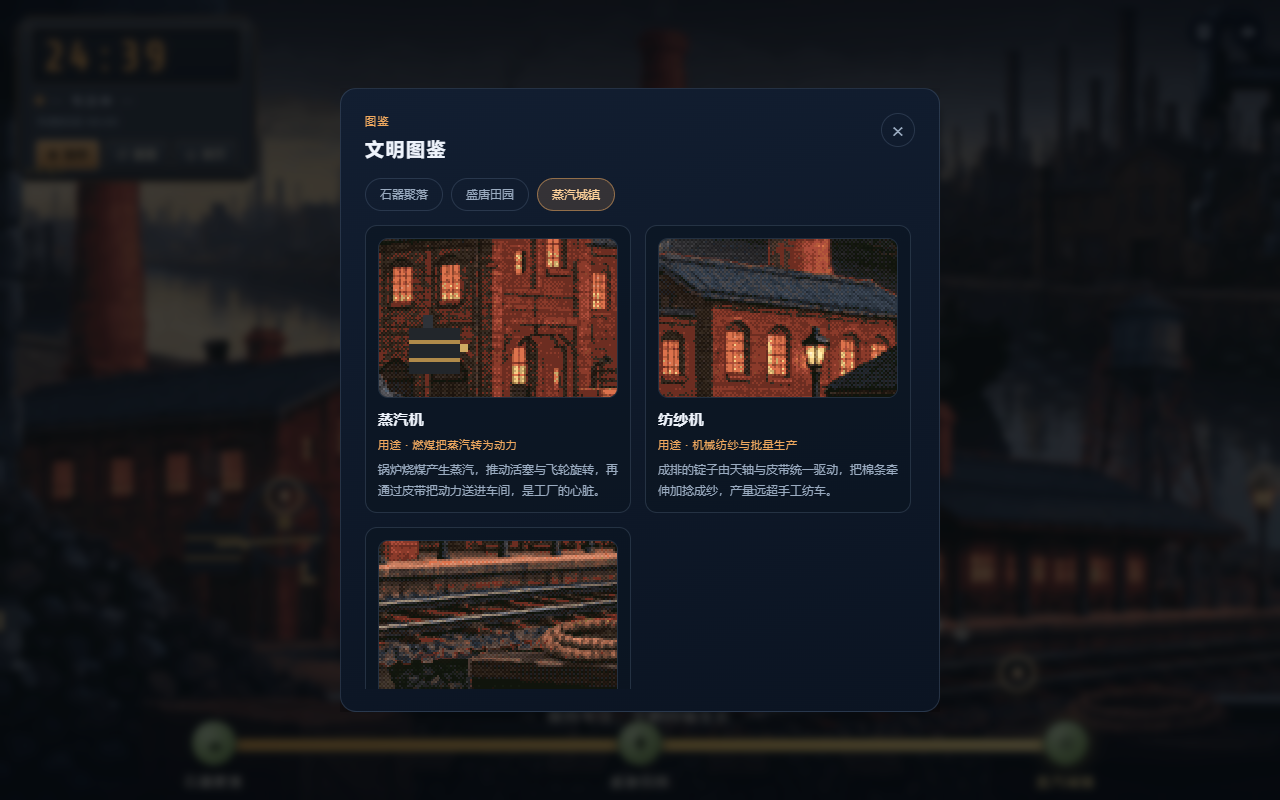 24:39
图鉴
文明图鉴
×
石器聚落
盛唐田园
蒸汽城镇
蒸汽机
用途 · 燃煤把蒸汽转为动力
锅炉烧煤产生蒸汽，推动活塞与飞轮旋转，再
通过皮带把动力送进车间，是工厂的心脏。
纺纱机
用途 · 机械纺纱与批量生产
成排的锭子由天轴与皮带统一驱动，把棉条牵
伸加捻成纱，产量远超手工纺车。